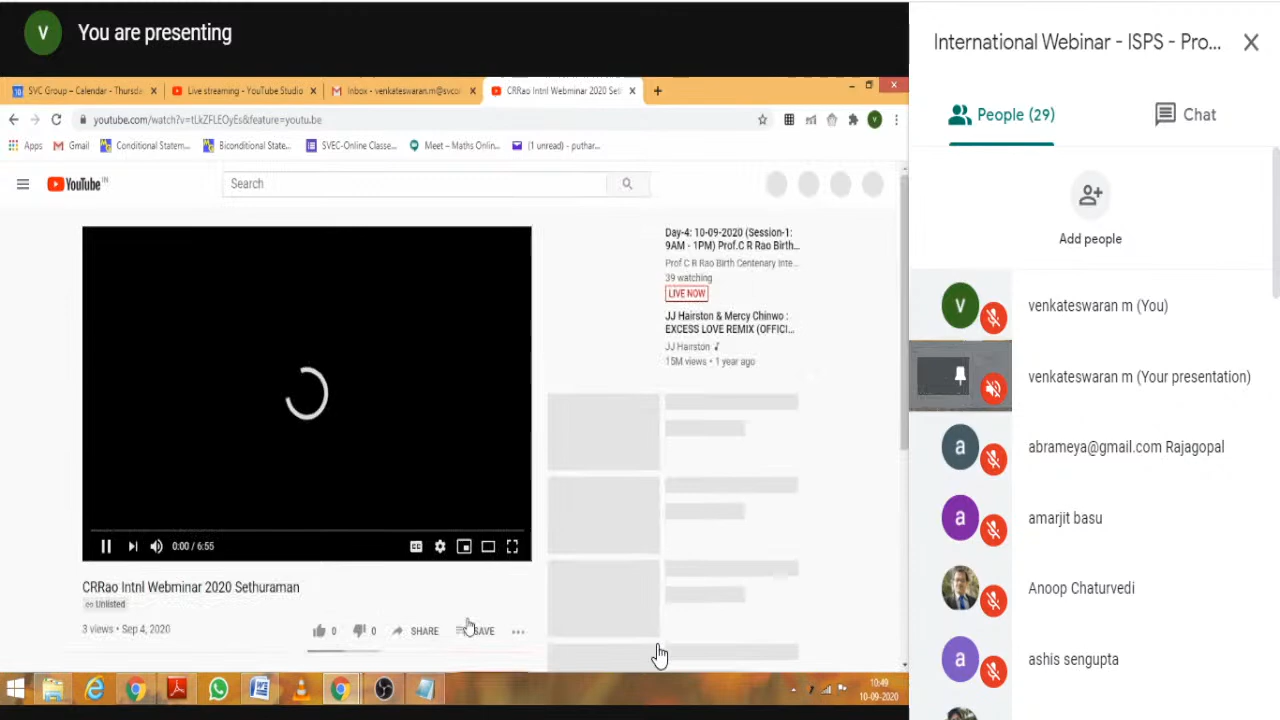 V
You are presenting
International Webinar - ISPS - Pro...
SVC Group – Calendar - Thursda
Live streaming - YouTube Studio
Inbox - venkateswaran.m@svco
CRRao Intnl Webminar 2020 Set
youtube.com/watch?v=tLkZFLEOyEs&feature=youtu.be
Apps
Gmail
Conditional Statem...
Biconditional State...
SVEC-Online Classe...
Meet – Maths Onlin...
(1 unread) - puthar...
YouTube IN
Search
People (29)
Chat
Add people
Day-4: 10-09-2020 (Session-1:
9AM - 1PM) Prof.C R Rao Birth...
Prof C R Rao Birth Centenary Inte...
39 watching
LIVE NOW
JJ Hairston & Mercy Chinwo :
EXCESS LOVE REMIX (OFFICI...
JJ Hairston
15M views • 1 year ago
0:00 / 6:55
CRRao Intnl Webminar 2020 Sethuraman
Unlisted
3 views • Sep 4, 2020
0
0
SHARE
SAVE
V
venkateswaran m (You)
venkateswaran m (Your presentation)
a
abrameya@gmail.com Rajagopal
a
amarjit basu
Anoop Chaturvedi
a
ashis sengupta
10:49
10-09-2020